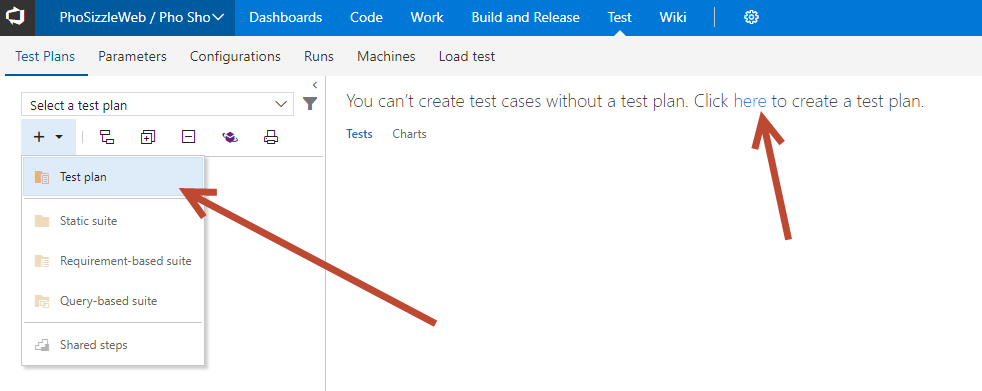 PhoSizzleWeb / Pho Sho
Dashboards
Code
Work
Build and Release
Test
Wiki
Test Plans
Parameters
Configurations
Runs
Machines
Load test
Select a test plan
Test plan
Static suite
Requirement-based suite
Query-based suite
Shared steps
You can't create test cases without a test plan. Click here to create a test plan.
Tests
Charts